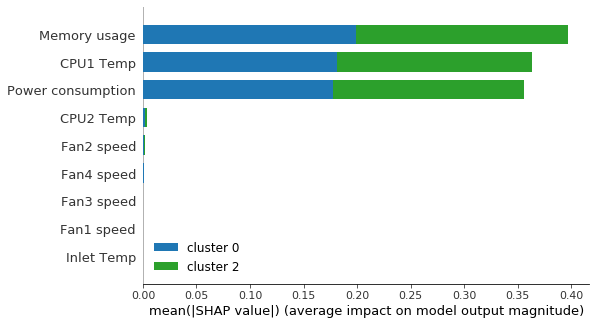 Memory usage
CPU1 Temp
Power consumption
CPU2 Temp
Fan2 speed
Fan4 speed
Fan3 speed
Fan1 speed
Inlet Temp
cluster 0
cluster 2
0.00 0.05 0.10 0.15 0.20 0.25 0.30 0.35 0.40
mean(|SHAP value|) (average impact on model output magnitude)